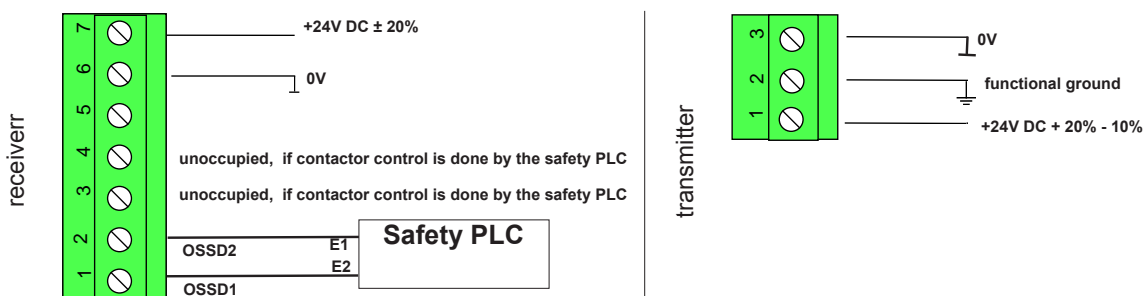 receiverr
7
+24V DC ± 20%
6
0V
5
4
unoccupied, if contactor control is done by the safety PLC
3
unoccupied, if contactor control is done by the safety PLC
2
OSSD2
E1
Safety PLC
E2
1
OSSD1
transmitter
3
0V
2
functional ground
1
+24V DC + 20% - 10%